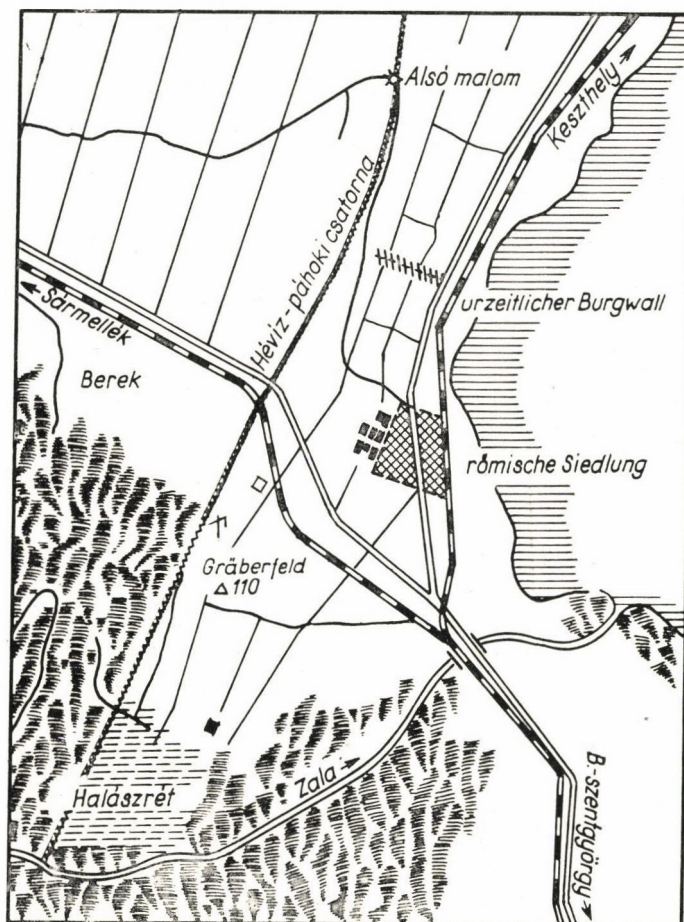 Alsó malom
Keszthely
Hévíz-páhoki csatorna
Sármellék
urzeitlicher Burgwall
Berek
römische Siedlung
Gräberfeld
△ 110
Zala
Halászrét
B.-szentgyörgy